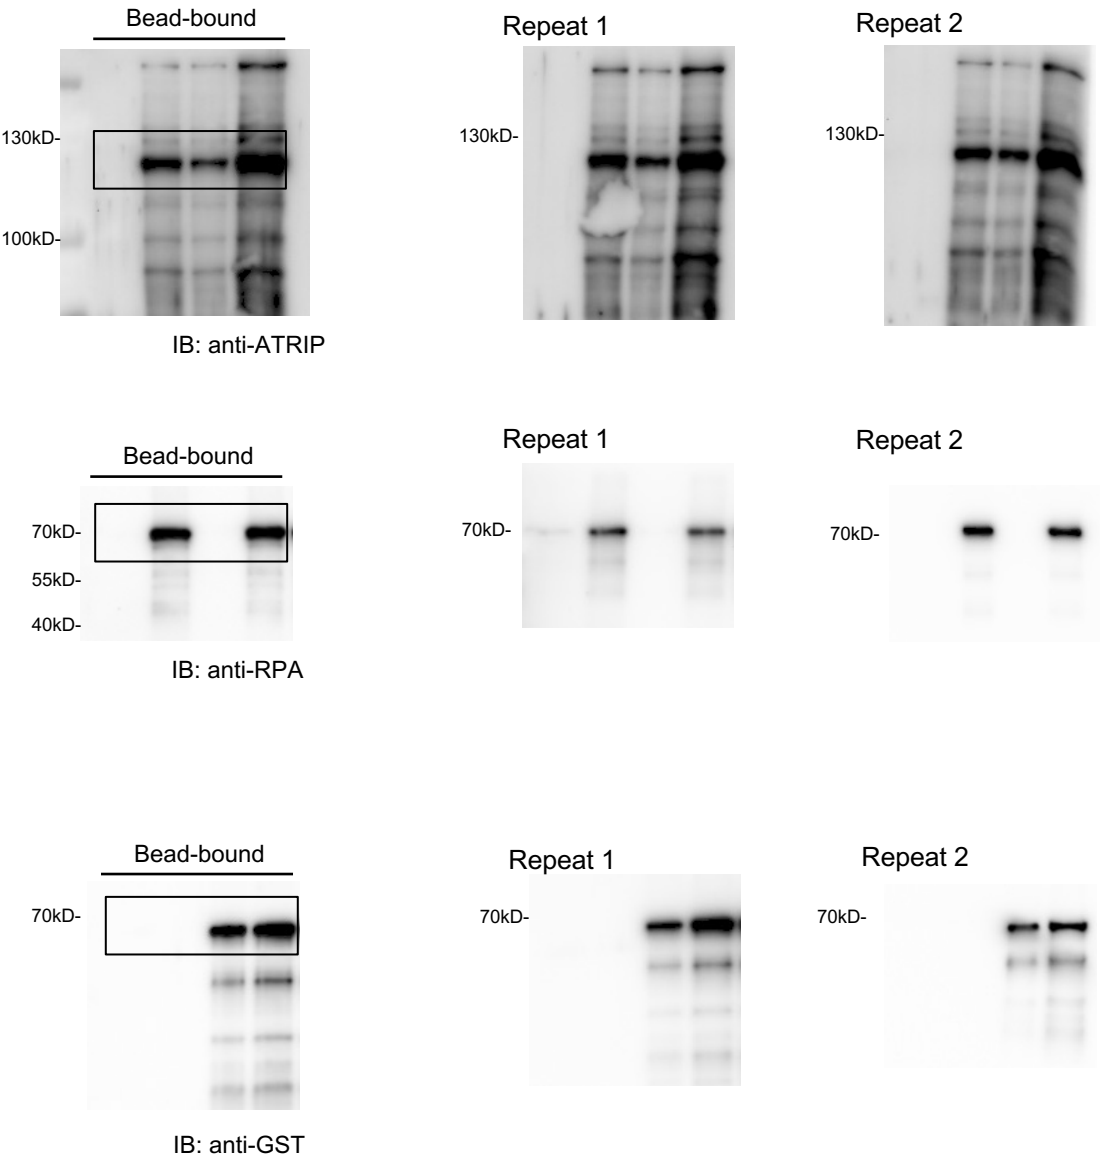 Bead-bound
Repeat 1
Repeat 2
130kD-
130kD-
130kD-
100kD-
IB: anti-ATRIP
Bead-bound
Repeat 1
Repeat 2
70kD-
70kD-
70kD-
55kD-
40kD-
IB: anti-RPA
Bead-bound
Repeat 1
Repeat 2
70kD-
70kD-
70kD-
IB: anti-GST